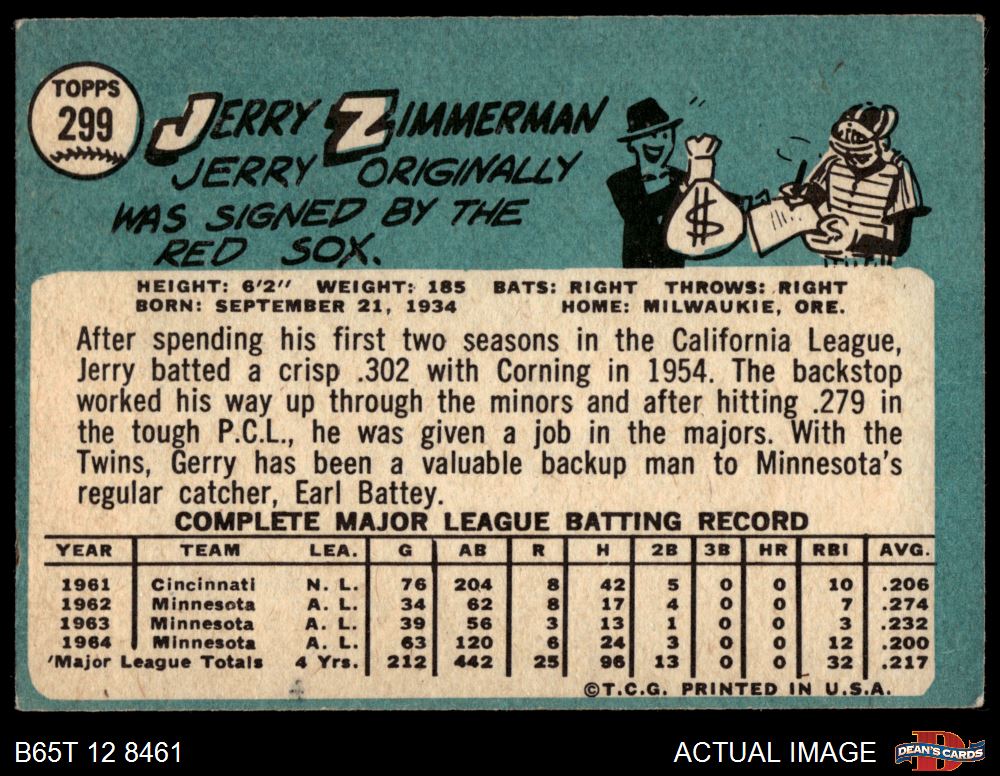 TOPPS
299
JERRY ZIMMERMAN
JERRY ORIGINALLY
WAS SIGNED BY THE
RED SOX.
$
HEIGHT: 6'2" WEIGHT: 185 BATS: RIGHT THROWS: RIGHT
BORN: SEPTEMBER 21, 1934 HOME: MILWAUKIE, ORE.
After spending his first two seasons in the California League,
Jerry batted a crisp .302 with Corning in 1954. The backstop
worked his way up through the minors and after hitting .279 in
the tough P.C.L., he was given a job in the majors. With the
Twins, Gerry has been a valuable backup man to Minnesota's
regular catcher, Earl Battey.
COMPLETE MAJOR LEAGUE BATTING RECORD
YEAR TEAM LEA. G AB R H 2B 3B HR RBI AVG.
1961 Cincinnati N. L. 76 204 8 42 5 0 0 10 .206
1962 Minnesota A. L. 34 62 8 17 4 0 0 7 .274
1963 Minnesota A. L. 39 56 3 13 1 0 0 3 .232
1964 Minnesota A. L. 63 120 6 24 3 0 0 12 .200
Major League Totals 4 Yrs. 212 442 25 96 13 0 0 32 .217
©T.C.G. PRINTED IN U.S.A.
B65T 12 8461
ACTUAL IMAGE
DEAN'S CARDS